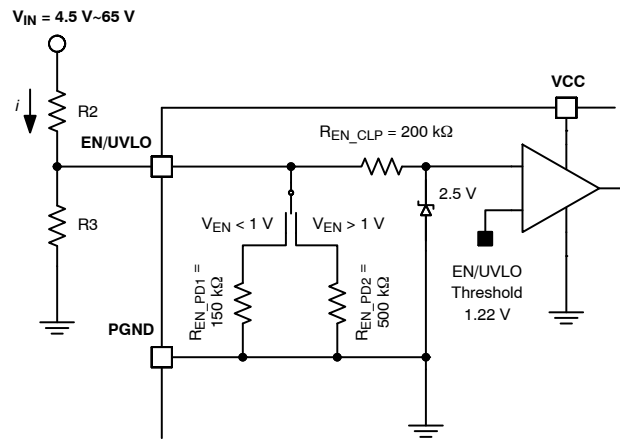 VIN = 4.5 V~65 V
i
R2
EN/UVLO
R3
PGND
VCC
REN_CLP = 200 kΩ
2.5 V
VEN < 1 V
VEN > 1 V
REN_PD1 =
150 kΩ
REN_PD2 =
500 kΩ
EN/UVLO
Threshold
1.22 V